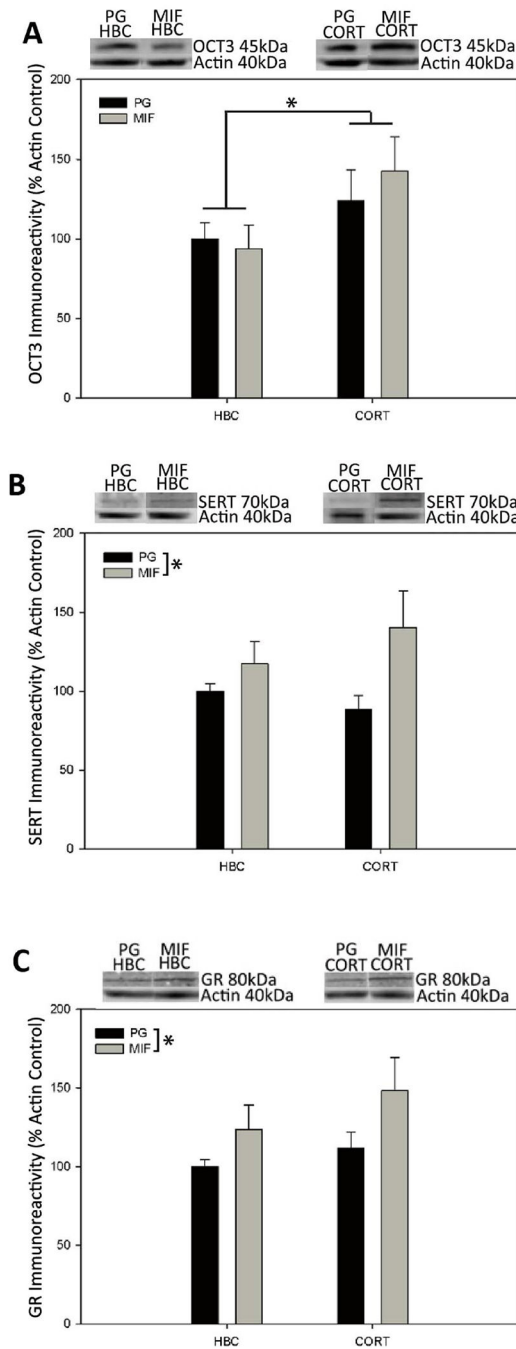 A
PG MIF PG MIF
HBC HBC CORT CORT
OCT3 45kDa OCT3 45kDa
Actin 40kDa Actin 40kDa
OCT3 Immunoreactivity (% Actin Control)
200
150
100
50
0
PG
MIF
*
HBC CORT
B
PG MIF PG MIF
HBC HBC CORT CORT
SERT 70kDa SERT 70kDa
Actin 40kDa Actin 40kDa
SERT Immunoreactivity (% Actin Control)
200
150
100
50
0
PG
MIF
*
HBC CORT
C
PG MIF PG MIF
HBC HBC CORT CORT
GR 80kDa GR 80kDa
Actin 40kDa Actin 40kDa
GR Immunoreactivity (% Actin Control)
200
150
100
50
0
PG
MIF
*
HBC CORT